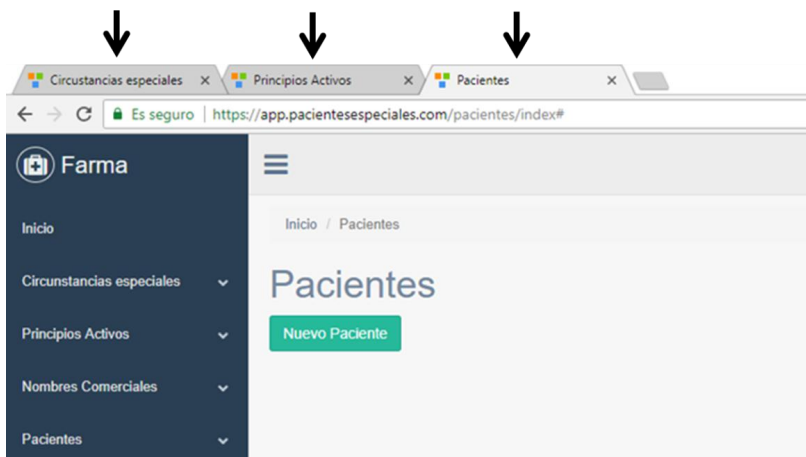 Circustancias especiales
Principios Activos
Pacientes
Es seguro | https://app.pacientesespeciales.com/pacientes/index#
Farma
Inicio / Pacientes
Inicio
Circunstancias especiales
Pacientes
Nuevo Paciente
Principios Activos
Nombres Comerciales
Pacientes